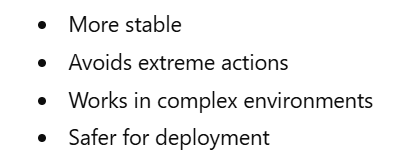 • More stable
• Avoids extreme actions
• Works in complex environments
• Safer for deployment